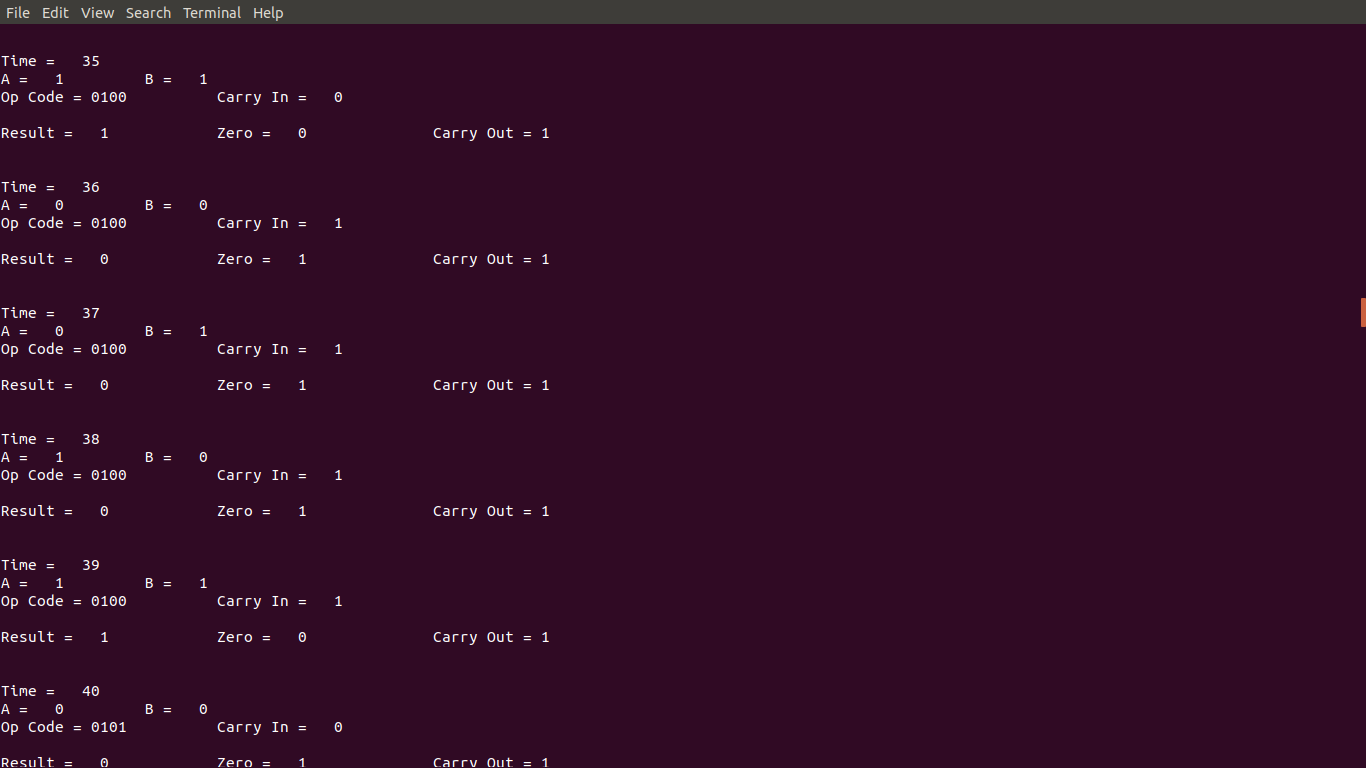 File Edit View Search Terminal Help
Time =   35
A =   1         B =   1
Op Code = 0100          Carry In =   0
Result =   1            Zero =   0              Carry Out = 1
Time =   36
A =   0         B =   0
Op Code = 0100          Carry In =   1
Result =   0            Zero =   1              Carry Out = 1
Time =   37
A =   0         B =   1
Op Code = 0100          Carry In =   1
Result =   0            Zero =   1              Carry Out = 1
Time =   38
A =   1         B =   0
Op Code = 0100          Carry In =   1
Result =   0            Zero =   1              Carry Out = 1
Time =   39
A =   1         B =   1
Op Code = 0100          Carry In =   1
Result =   1            Zero =   0              Carry Out = 1
Time =   40
A =   0         B =   0
Op Code = 0101          Carry In =   0
Result =   0            Zero =   1              Carry Out = 1